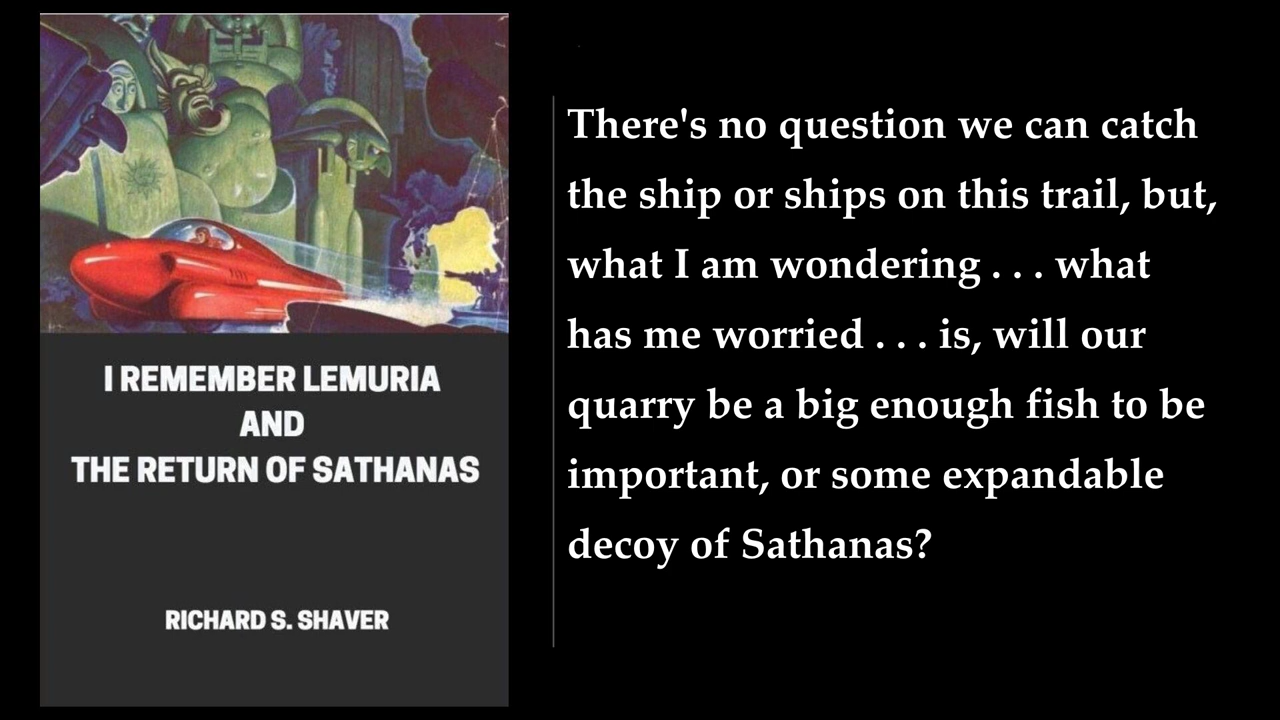 I REMEMBER LEMURIA
AND
THE RETURN OF SATHANAS
RICHARD S. SHAVER
There's no question we can catch
the ship or ships on this trail, but,
what I am wondering . . . what
has me worried . . . is, will our
quarry be a big enough fish to be
important, or some expandable
decoy of Sathanas?